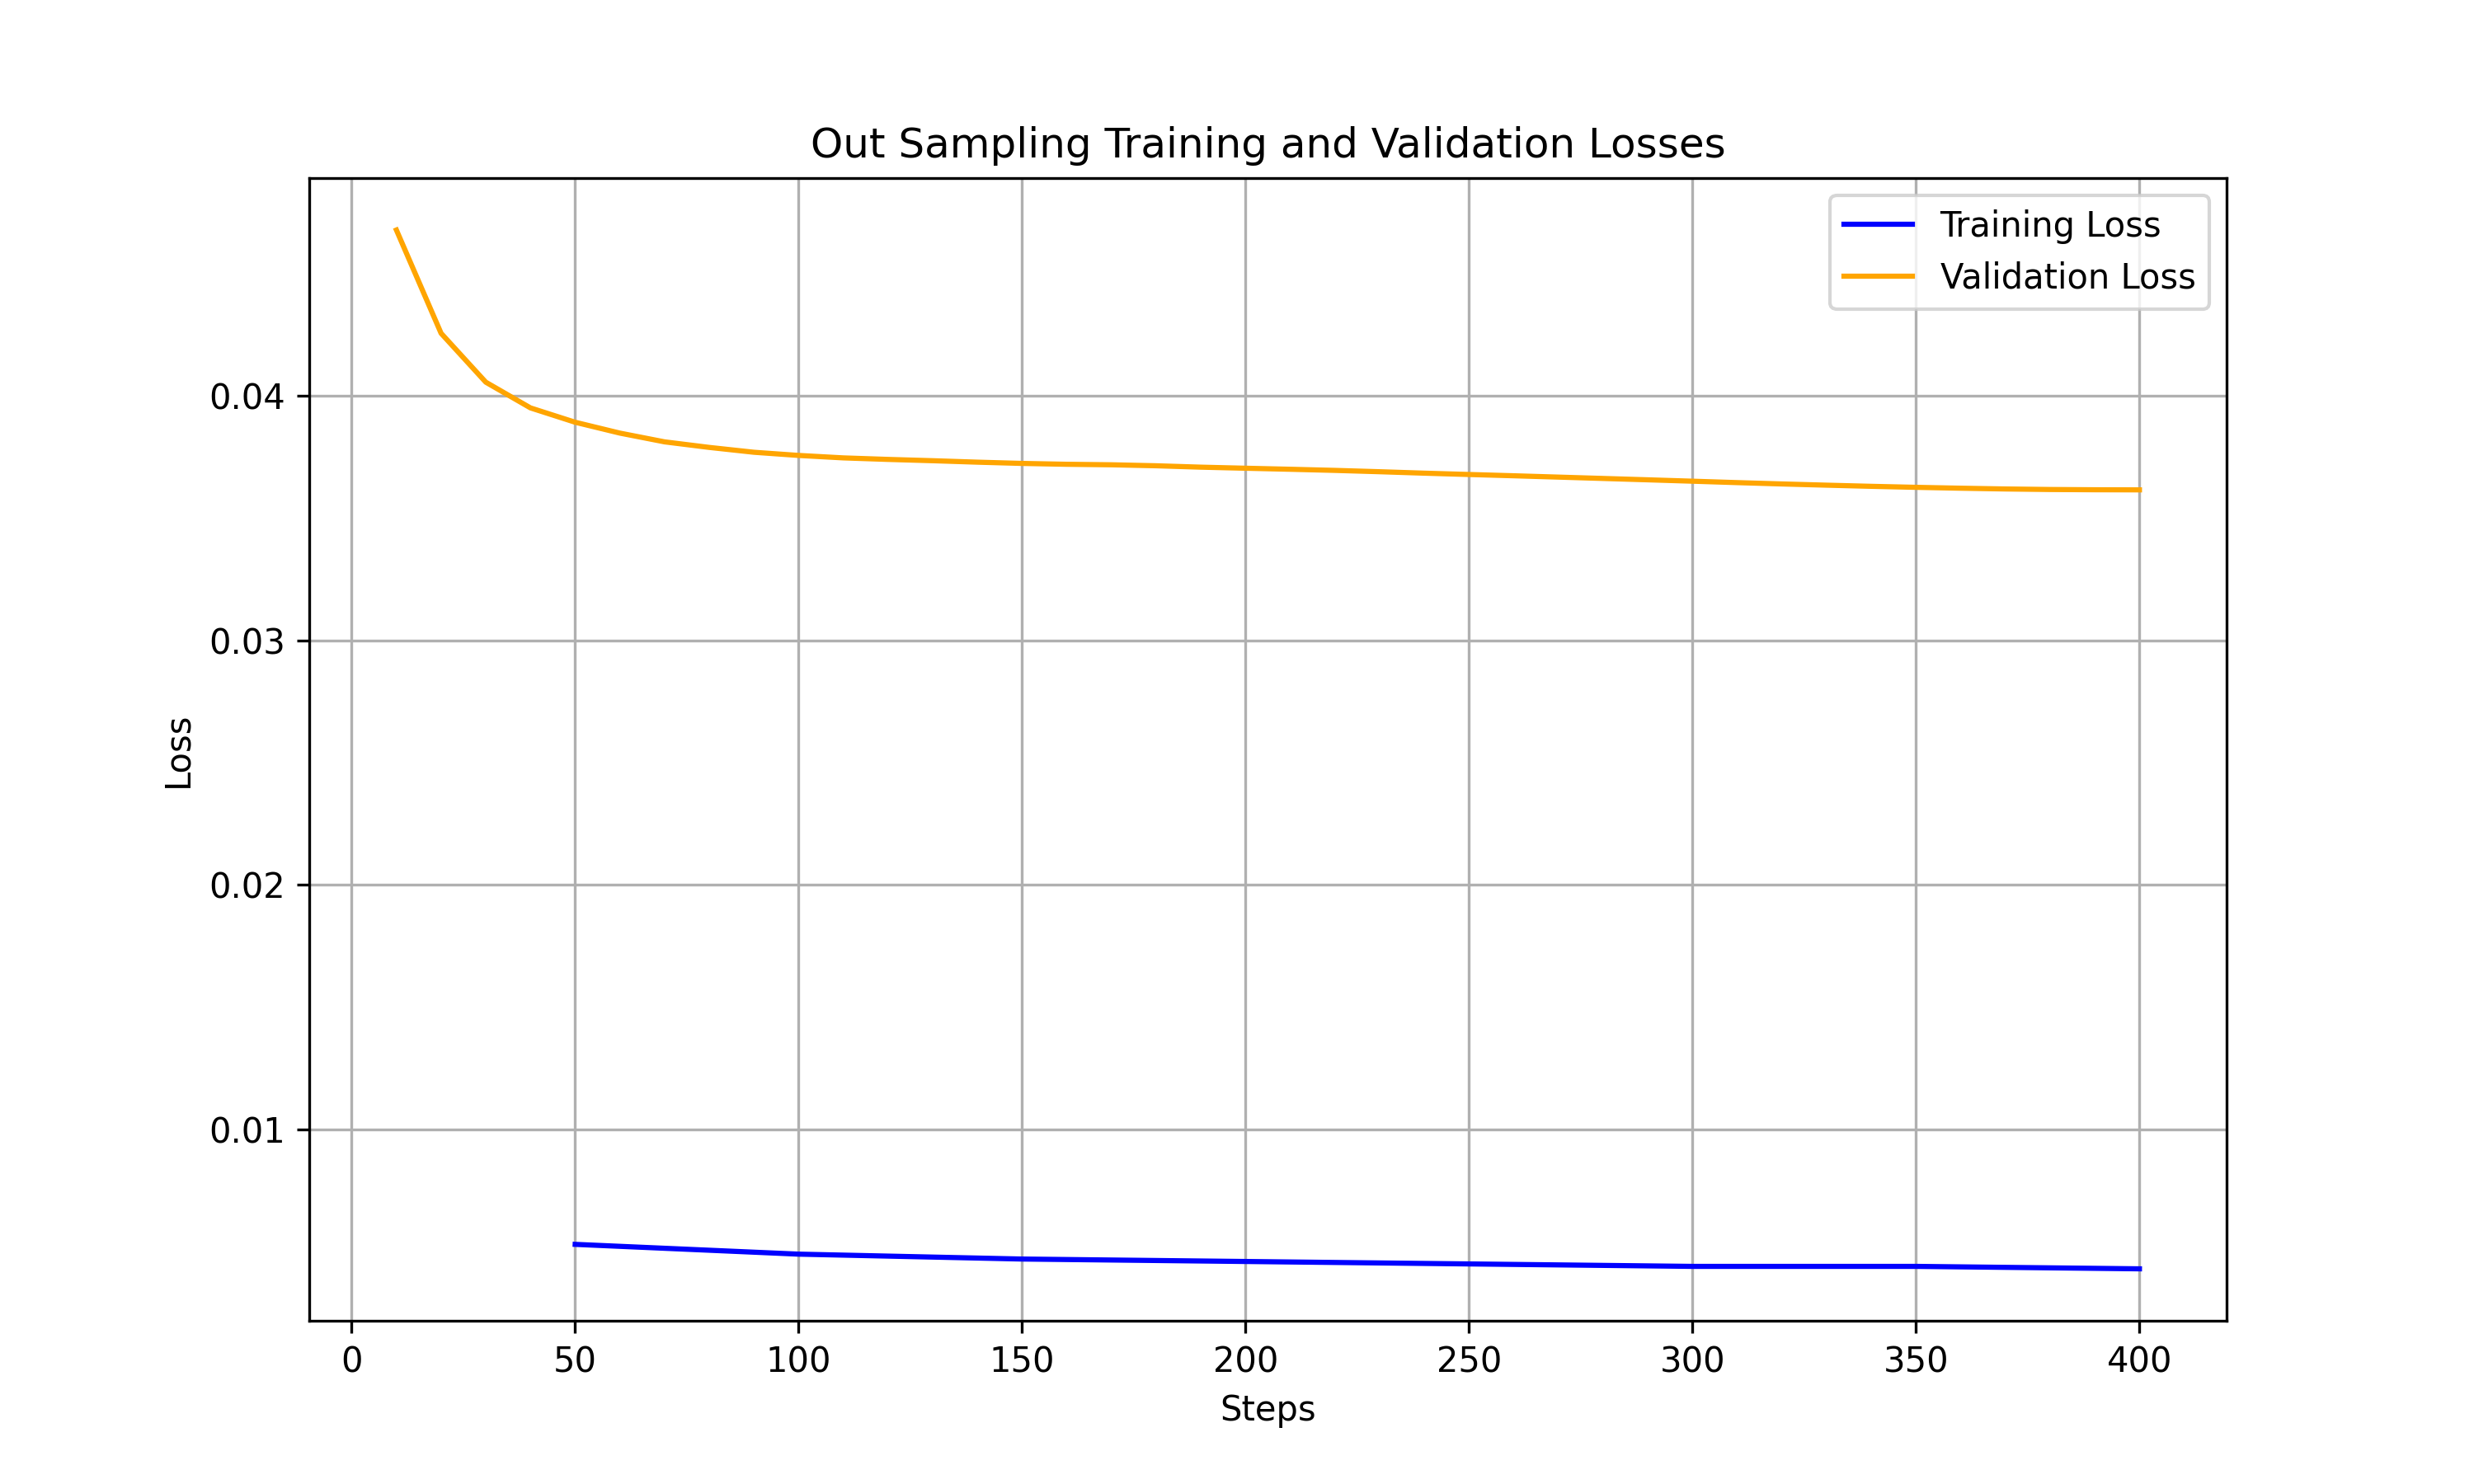 Out Sampling Training and Validation Losses
Training Loss
Validation Loss
0.04
0.03
0.02
0.01
Loss
0 50 100 150 200 250 300 350 400
Steps